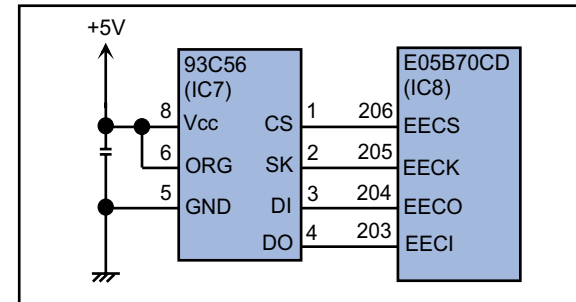 +5V
93C56
(IC7)
E05B70CD
(IC8)
8 Vcc CS 1 206 EECS
6 ORG SK 2 205 EECK
5 GND DI 3 204 EECO
DO 4 203 EECI